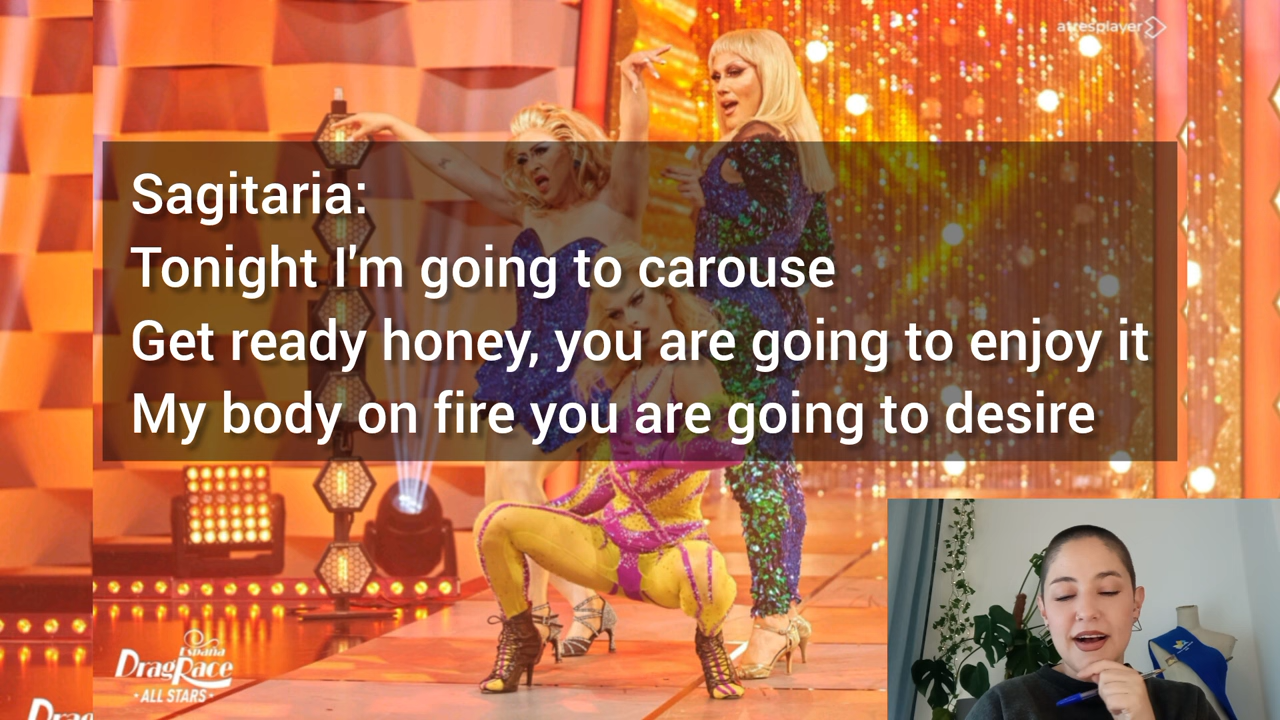 atresplayer
Sagitaria:
Tonight I'm going to carouse
Get ready honey, you are going to enjoy it
My body on fire you are going to desire
España
DragRace
·ALL STARS·
Drag